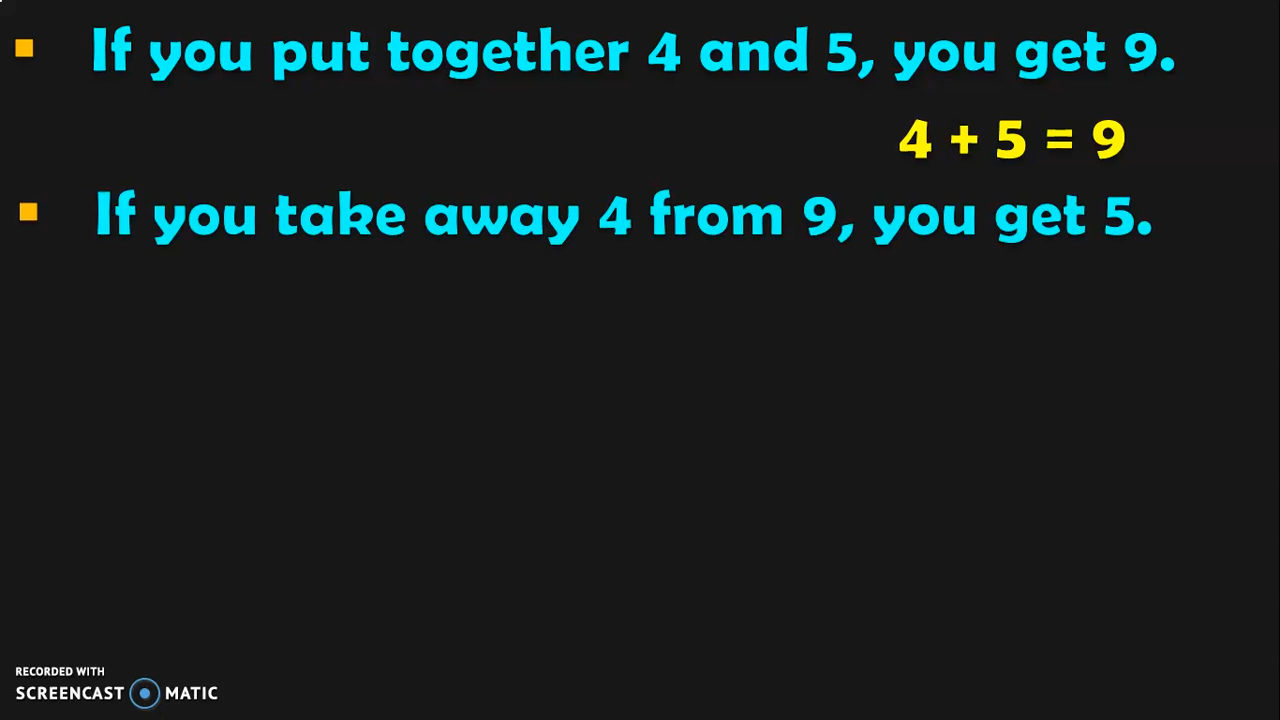 ▪ If you put together 4 and 5, you get 9.
4 + 5 = 9
▪ If you take away 4 from 9, you get 5.
RECORDED WITH
SCREENCAST MATIC